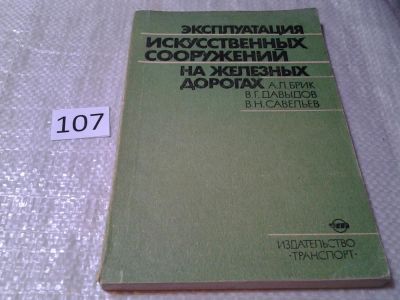 ЭКСПЛУАТАЦИЯ
ИСКУССТВЕННЫХ
СООРУЖЕНИЙ
НА ЖЕЛЕЗНЫХ
ДОРОГАХ А.Л.БРИК
В.Г.ДАВЫДОВ
В.Н.САВЕЛЬЕВ
107
ИЗДАТЕЛЬСТВО
·ТРАНСПОРТ·